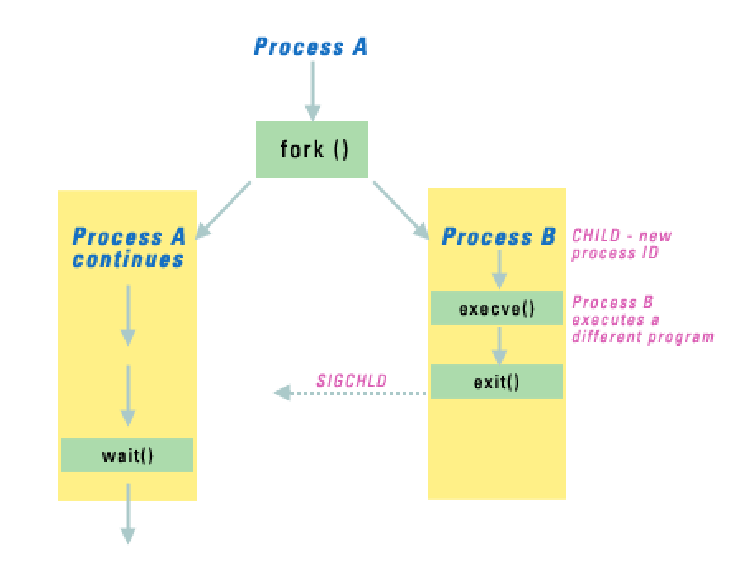 Process A
fork ()
Process A
continues
Process B
CHILD - new
process ID
execve()
Process B
executes a
different program
SIGCHLD
exit()
wait()